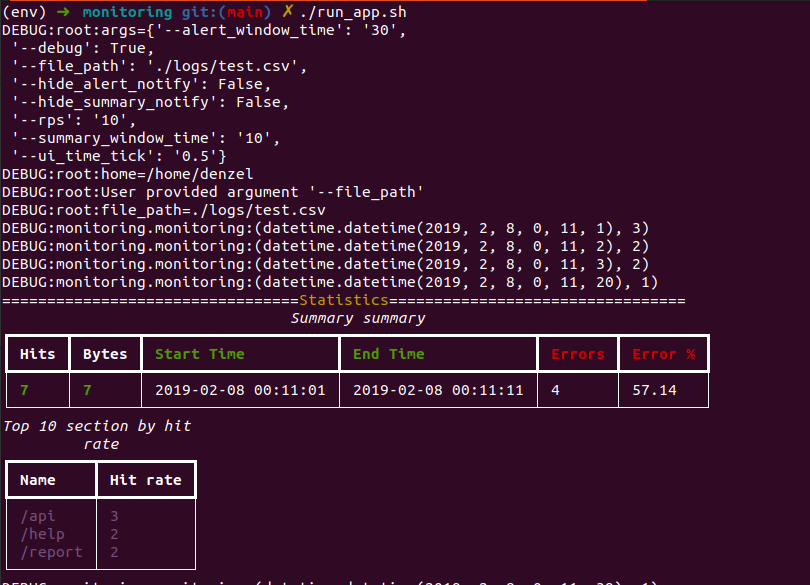 (env) ➜ monitoring git:(main) ✗ ./run_app.sh
DEBUG:root:args={'--alert_window_time': '30',
 '--debug': True,
 '--file_path': './logs/test.csv',
 '--hide_alert_notify': False,
 '--hide_summary_notify': False,
 '--rps': '10',
 '--summary_window_time': '10',
 '--ui_time_tick': '0.5'}
DEBUG:root:home=/home/denzel
DEBUG:root:User provided argument '--file_path'
DEBUG:root:file_path=./logs/test.csv
DEBUG:monitoring.monitoring:(datetime.datetime(2019, 2, 8, 0, 11, 1), 3)
DEBUG:monitoring.monitoring:(datetime.datetime(2019, 2, 8, 0, 11, 2), 2)
DEBUG:monitoring.monitoring:(datetime.datetime(2019, 2, 8, 0, 11, 3), 2)
DEBUG:monitoring.monitoring:(datetime.datetime(2019, 2, 8, 0, 11, 20), 1)
=================================Statistics=================================
Summary summary
Hits Bytes Start Time End Time Errors Error %
7 7 2019-02-08 00:11:01 2019-02-08 00:11:11 4 57.14
Top 10 section by hit
rate
Name Hit rate
/api 3
/help 2
/report 2